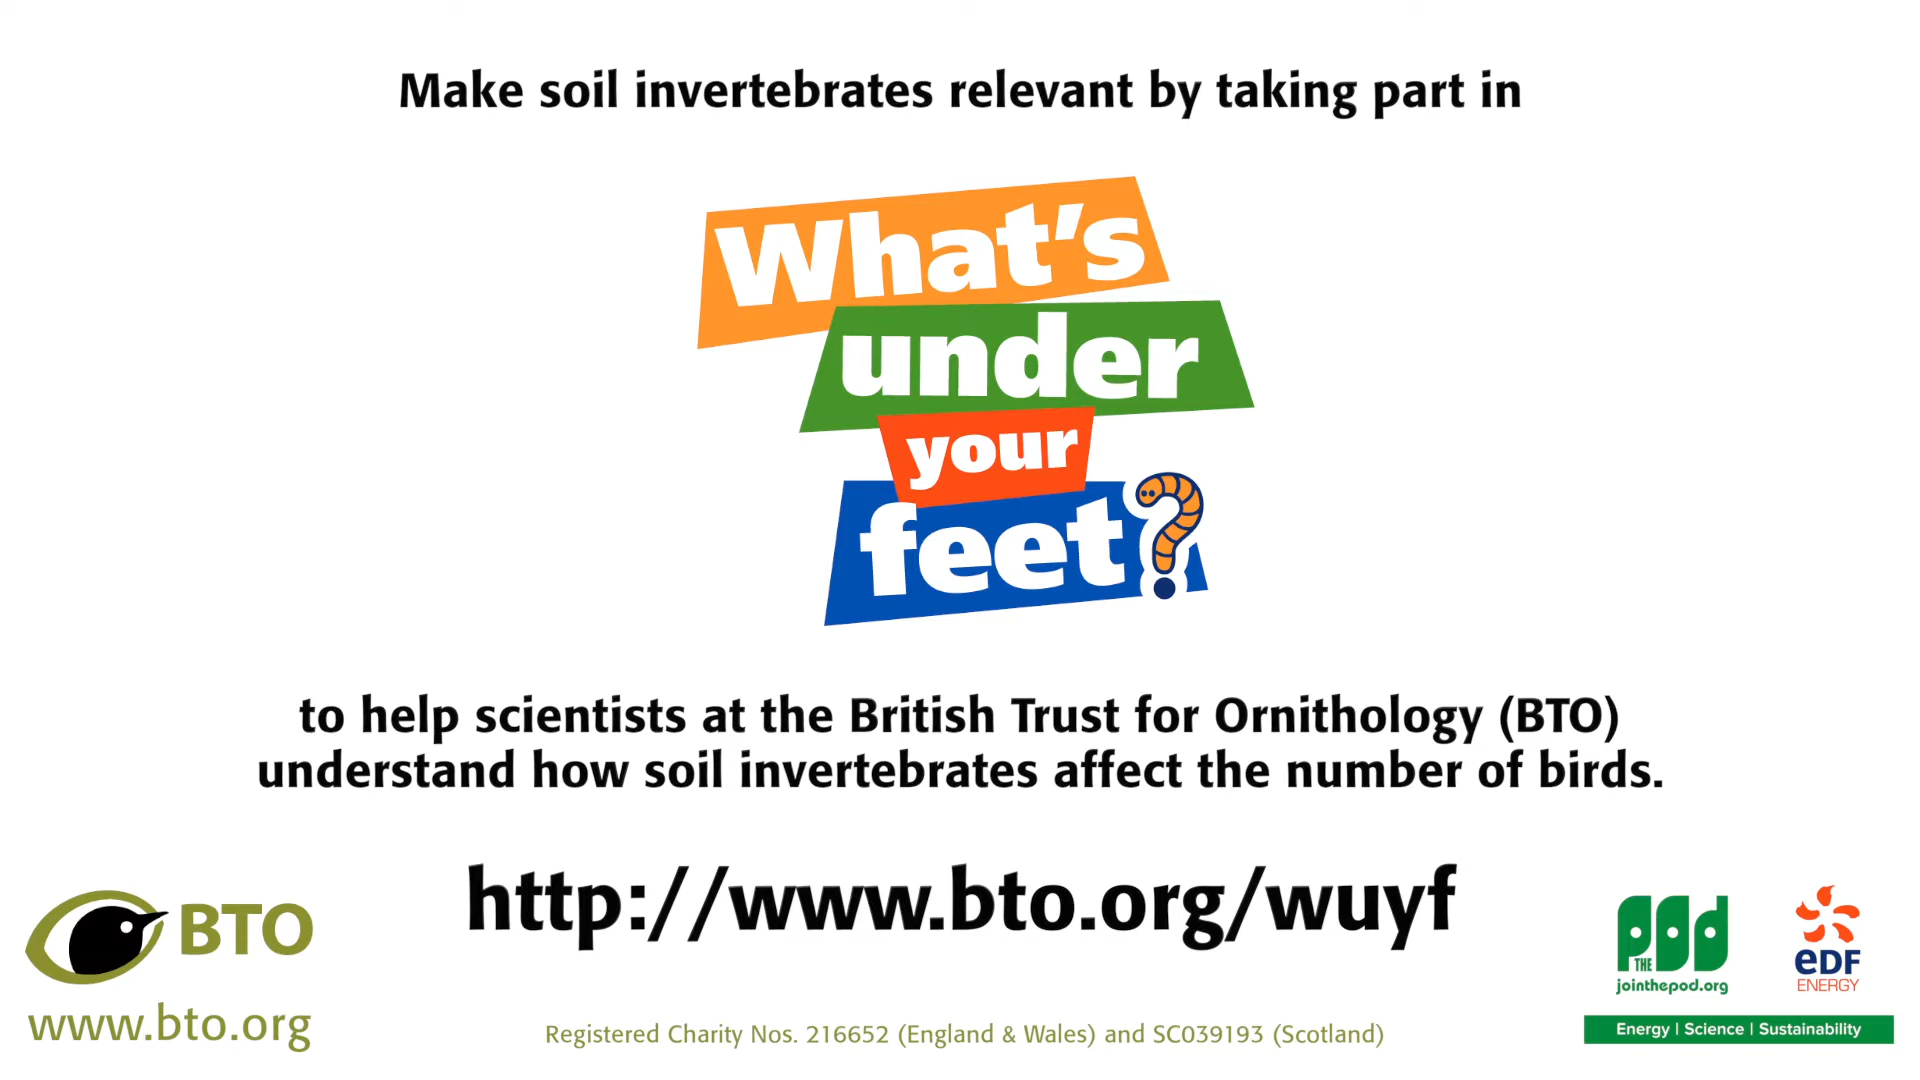 Make soil invertebrates relevant by taking part in
What's
under
your
feet?
to help scientists at the British Trust for Ornithology (BTO)
understand how soil invertebrates affect the number of birds.
http://www.bto.org/wuyf
BTO
www.bto.org
Registered Charity Nos. 216652 (England & Wales) and SC039193 (Scotland)
THE POD
jointhepod.org
eDF
ENERGY
Energy | Science | Sustainability